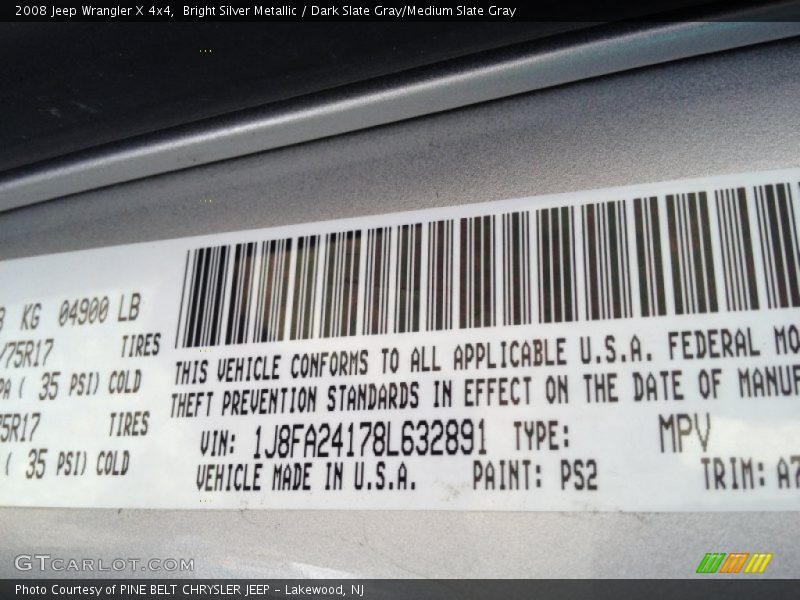 2008 Jeep Wrangler X 4x4, Bright Silver Metallic / Dark Slate Gray/Medium Slate Gray
KG 04900 LB
/75R17 TIRES
( 35 PSI) COLD
75R17 TIRES
( 35 PSI) COLD
THIS VEHICLE CONFORMS TO ALL APPLICABLE U.S.A. FEDERAL MO
THEFT PREVENTION STANDARDS IN EFFECT ON THE DATE OF MANUF
VIN: 1J8FA24178L632891 TYPE: MPV
VEHICLE MADE IN U.S.A. PAINT: PS2 TRIM: A7
GTCARLOT.COM
Photo Courtesy of PINE BELT CHRYSLER JEEP - Lakewood, NJ